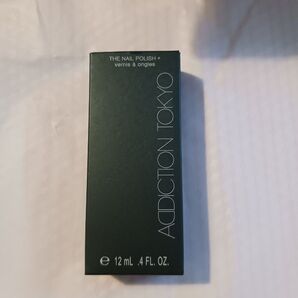 THE NAIL POLISH +
vernis à ongles
ADDICTION TOKYO
℮ 12 mL .4 FL. OZ.